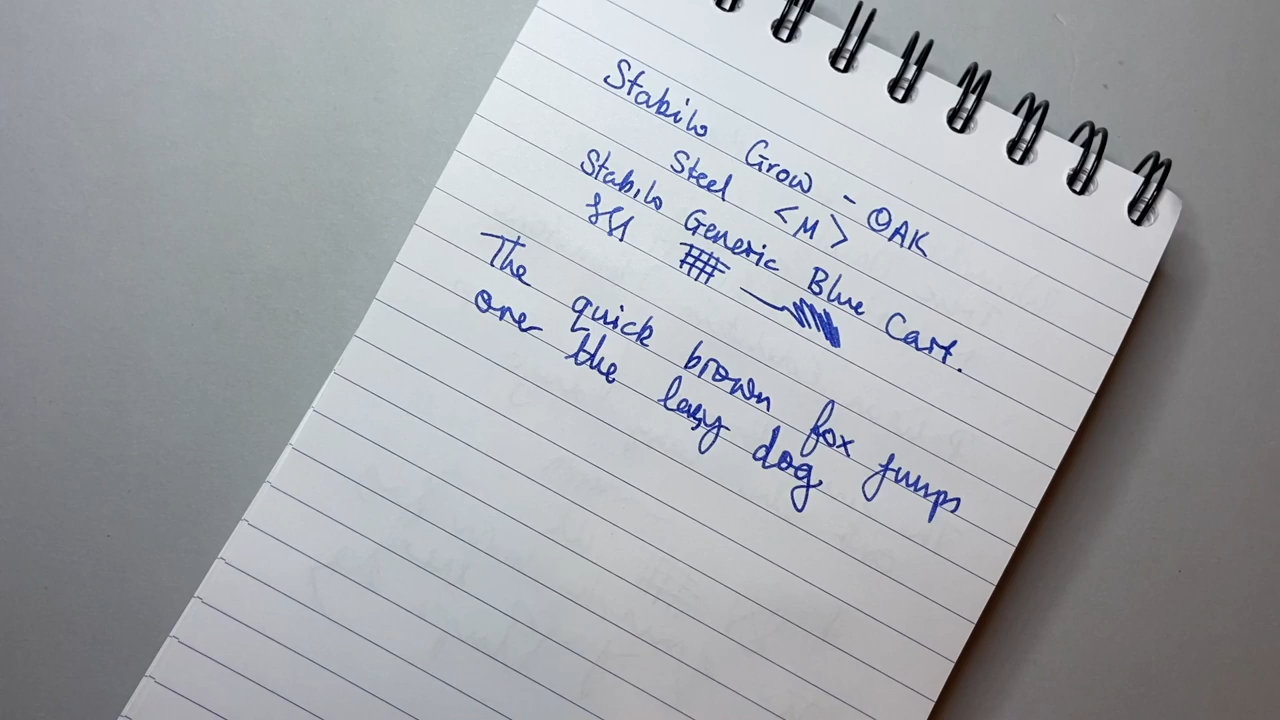 Stabilo Grow - OAK
Steel <M>
Stabilo Generic Blue Cart.
The quick brown fox jumps
over the lazy dog